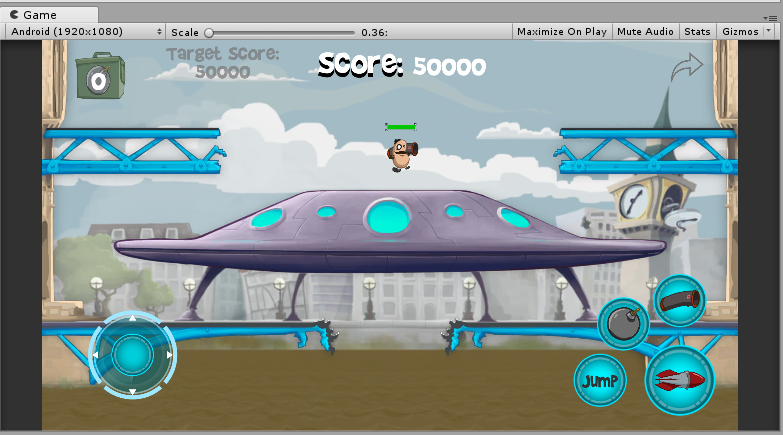 Game
Android (1920x1080)
Scale
0.36:
Maximize On Play
Mute Audio
Stats
Gizmos
Target Score:
50000
Score: 50000
JUMP